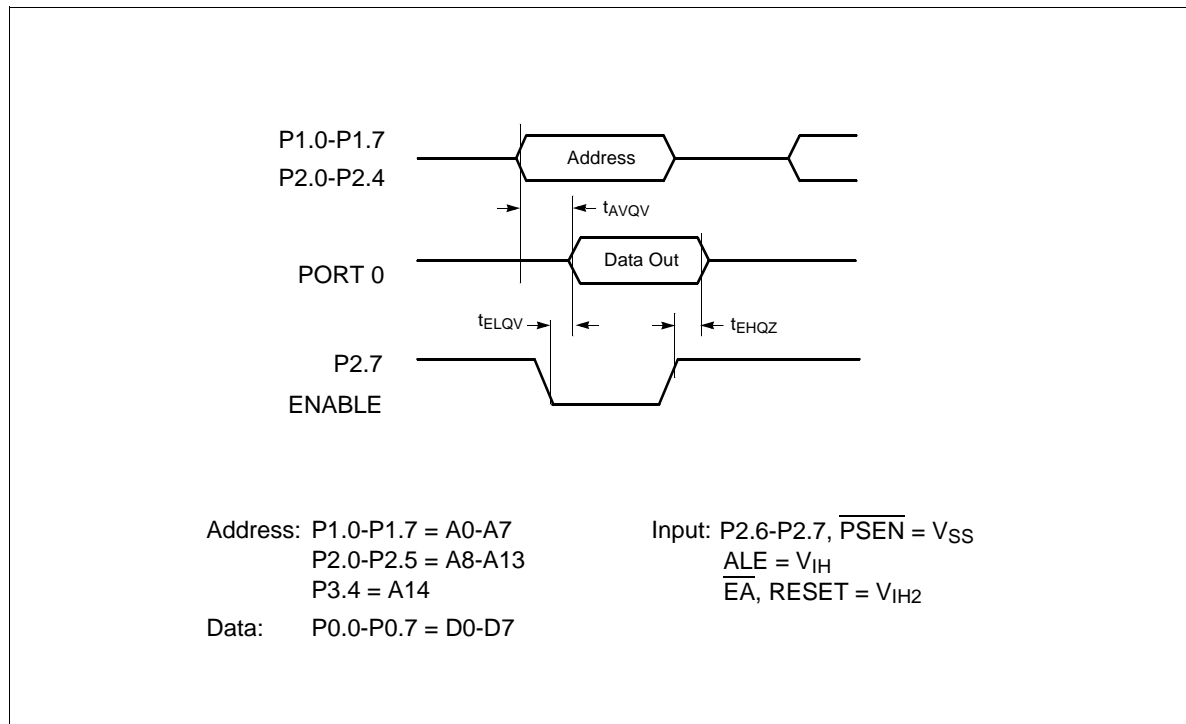 P1.0-P1.7
Address
P2.0-P2.4
tAVQV
PORT 0
Data Out
tELQV
tEHQZ
P2.7
ENABLE
Address: P1.0-P1.7 = A0-A7
P2.0-P2.5 = A8-A13
P3.4 = A14
Data: P0.0-P0.7 = D0-D7
Input: P2.6-P2.7, P̅S̅E̅N̅ = VSS
ALE = VIH
E̅A̅, RESET = VIH2